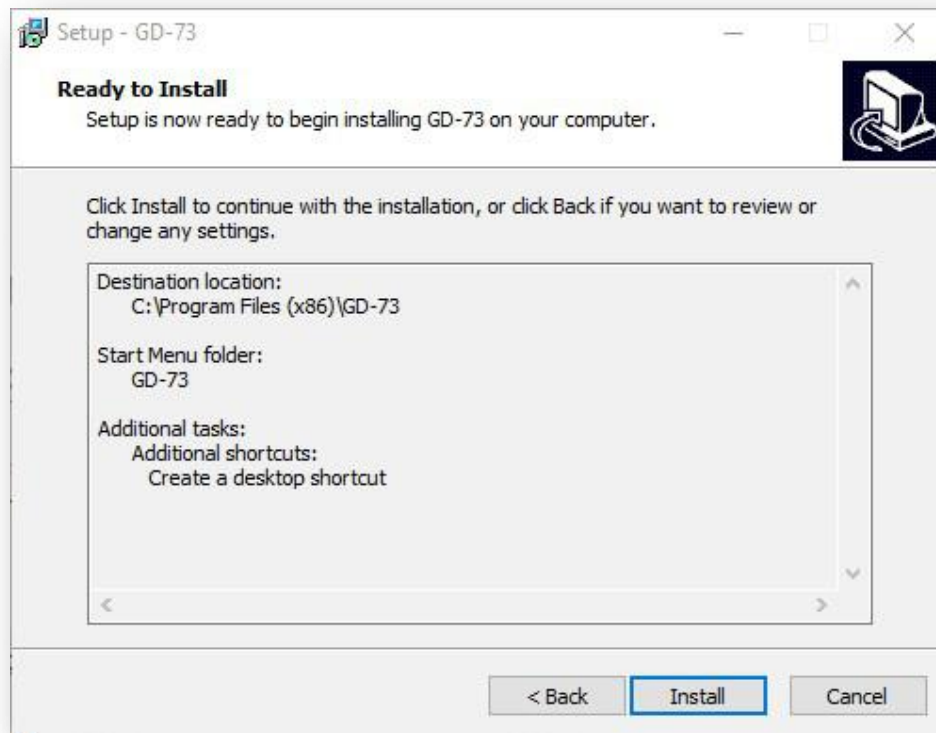 Setup - GD-73
Ready to Install
Setup is now ready to begin installing GD-73 on your computer.
Click Install to continue with the installation, or click Back if you want to review or
change any settings.
Destination location:
C:\Program Files (x86)\GD-73
Start Menu folder:
GD-73
Additional tasks:
Additional shortcuts:
Create a desktop shortcut
< Back
Install
Cancel